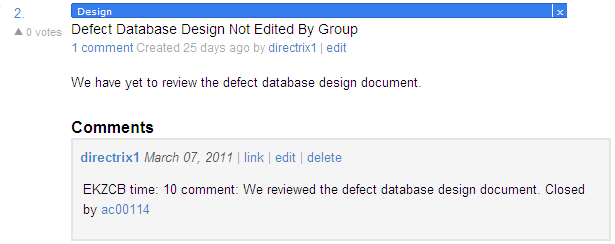 2.
Design x
▲ 0 votes
Defect Database Design Not Edited By Group
1 comment Created 25 days ago by directrix1 | edit
We have yet to review the defect database design document.
Comments
directrix1 March 07, 2011 | link | edit | delete
EKZCB time: 10 comment: We reviewed the defect database design document. Closed
by ac00114